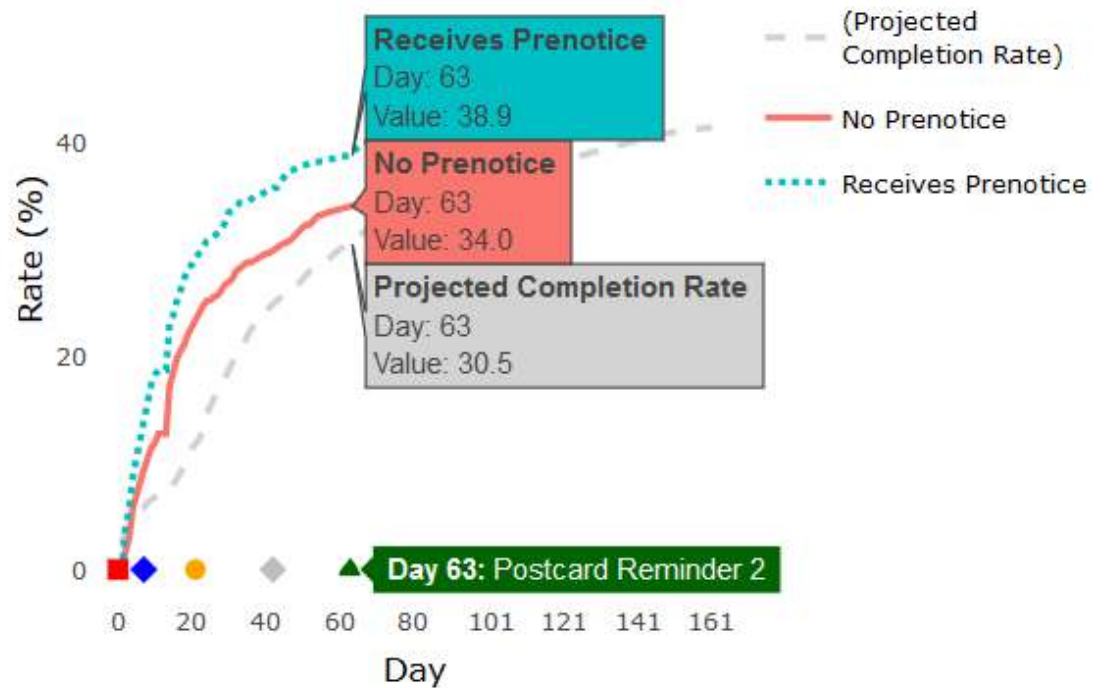 (Projected
Completion Rate)
No Prenotice
Receives Prenotice
Receives Prenotice
Day: 63
Value: 38.9
No Prenotice
Day: 63
Value: 34.0
Projected Completion Rate
Day: 63
Value: 30.5
Rate (%)
40
20
0
Day 63: Postcard Reminder 2
0 20 40 60 80 101 121 141 161
Day